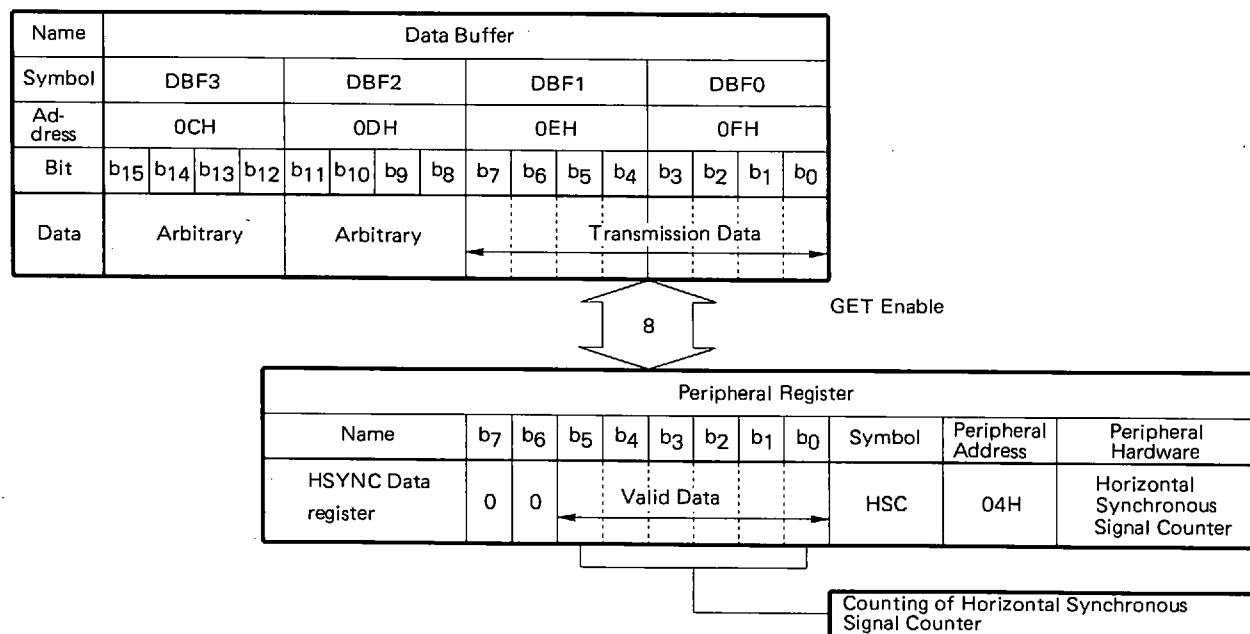 Name Data Buffer
Symbol DBF3 DBF2 DBF1 DBF0
Ad-
dress 0CH 0DH 0EH 0FH
Bit b15 b14 b13 b12 b11 b10 b9 b8 b7 b6 b5 b4 b3 b2 b1 b0
Data Arbitrary Arbitrary Transmission Data
8 GET Enable
Peripheral Register
Name b7 b6 b5 b4 b3 b2 b1 b0 Symbol Peripheral Address Peripheral Hardware
HSYNC Data
register 0 0 Valid Data HSC 04H Horizontal
Synchronous
Signal Counter
Counting of Horizontal Synchronous
Signal Counter